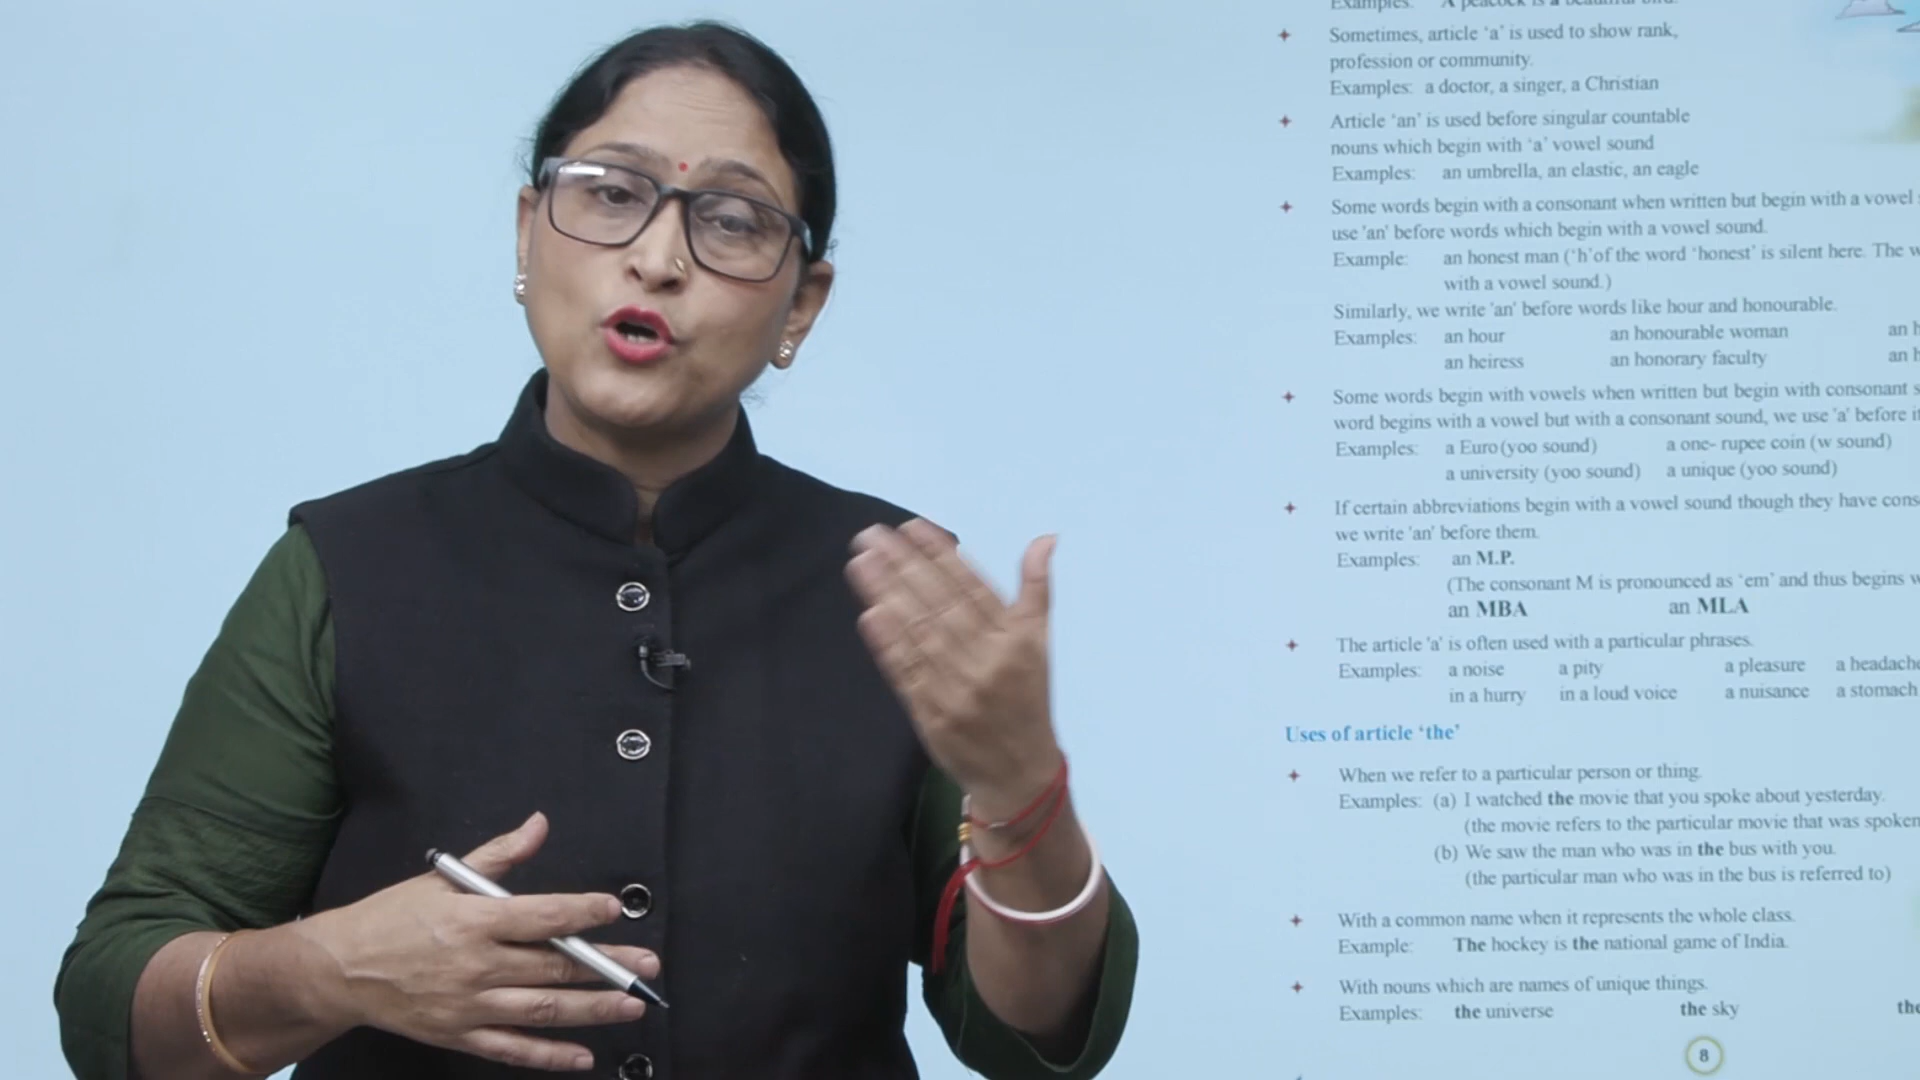 Examples: A peacock is a beautiful bird.
Sometimes, article ‘a’ is used to show rank,
profession or community.
Examples: a doctor, a singer, a Christian
Article ‘an’ is used before singular countable
nouns which begin with ‘a’ vowel sound
Examples: an umbrella, an elastic, an eagle
Some words begin with a consonant when written but begin with a vowel
use 'an' before words which begin with a vowel sound.
Example: an honest man (‘h’of the word ‘honest’ is silent here. The w
with a vowel sound.)
Similarly, we write 'an' before words like hour and honourable.
Examples: an hour an honourable woman an h
an heiress an honorary faculty an h
Some words begin with vowels when written but begin with consonant s
word begins with a vowel but with a consonant sound, we use 'a' before it
Examples: a Euro (yoo sound) a one- rupee coin (w sound)
a university (yoo sound) a unique (yoo sound)
If certain abbreviations begin with a vowel sound though they have cons
we write 'an' before them.
Examples: an M.P.
(The consonant M is pronounced as ‘em’ and thus begins w
an MBA an MLA
The article 'a' is often used with a particular phrases.
Examples: a noise a pity a pleasure a headache
in a hurry in a loud voice a nuisance a stomach
Uses of article ‘the’
When we refer to a particular person or thing.
Examples: (a) I watched the movie that you spoke about yesterday.
(the movie refers to the particular movie that was spoken
(b) We saw the man who was in the bus with you.
(the particular man who was in the bus is referred to)
With a common name when it represents the whole class.
Example: The hockey is the national game of India.
With nouns which are names of unique things.
Examples: the universe the sky the
8